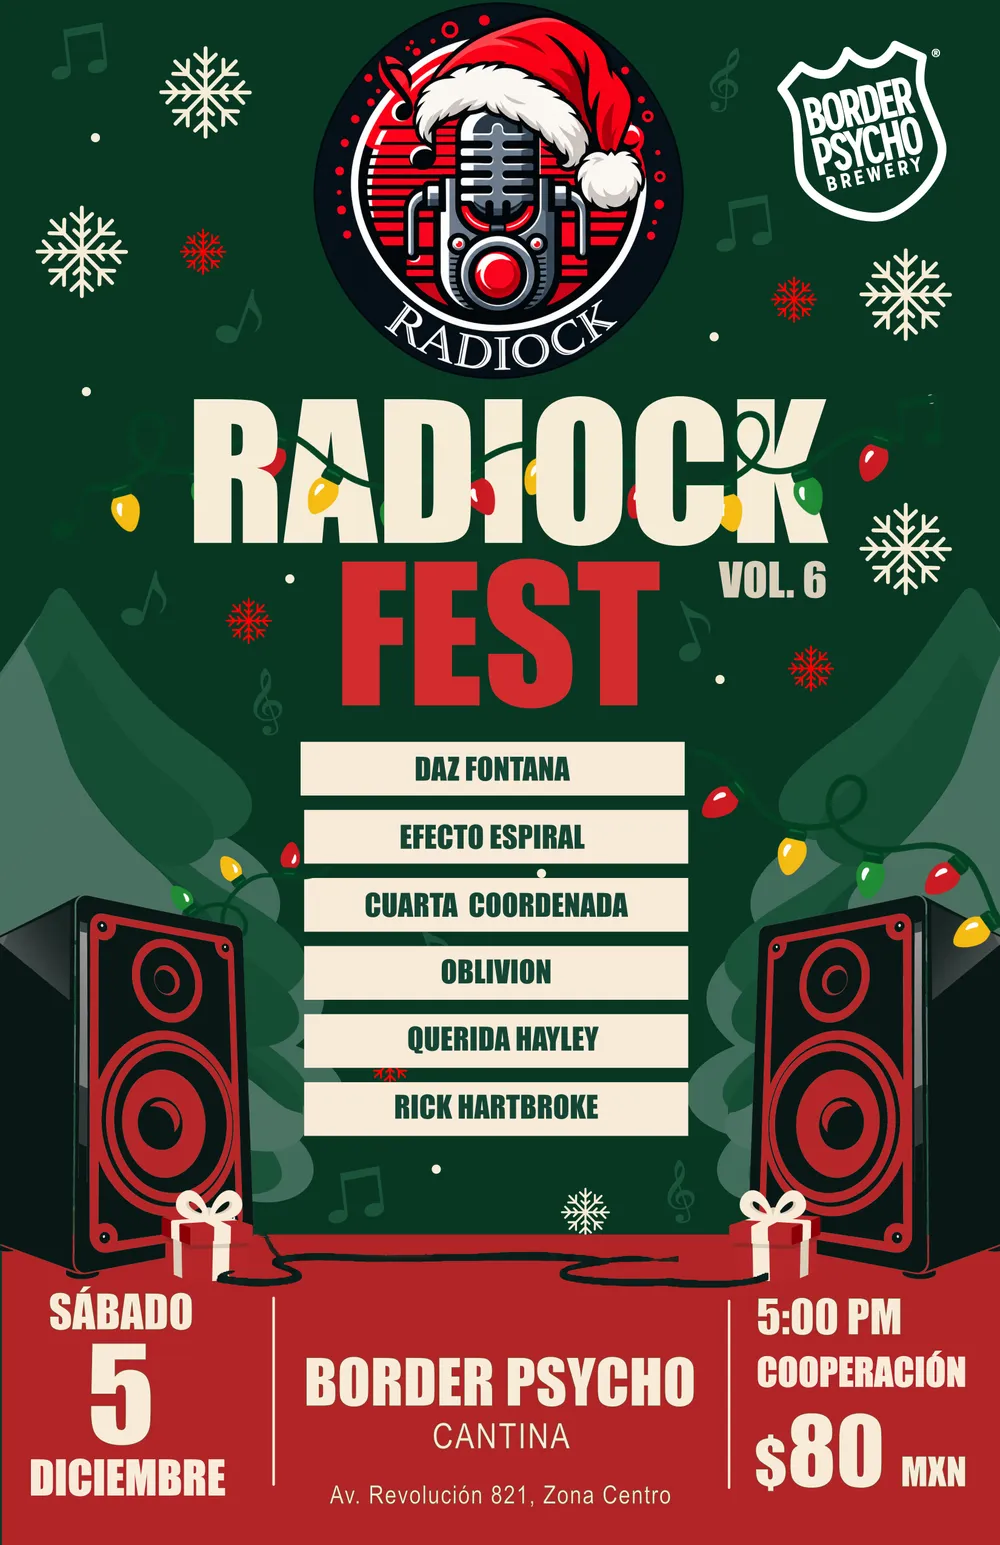 BORDER
PSYCHO
BREWERY
®
RADIOCK
RADIOCK
FEST
VOL. 6
DAZ FONTANA
EFECTO ESPIRAL
CUARTA COORDENADA
OBLIVION
QUERIDA HAYLEY
RICK HARTBROKE
SÁBADO
5
DICIEMBRE
BORDER PSYCHO
CANTINA
Av. Revolución 821, Zona Centro
5:00 PM
COOPERACIÓN
$80 MXN